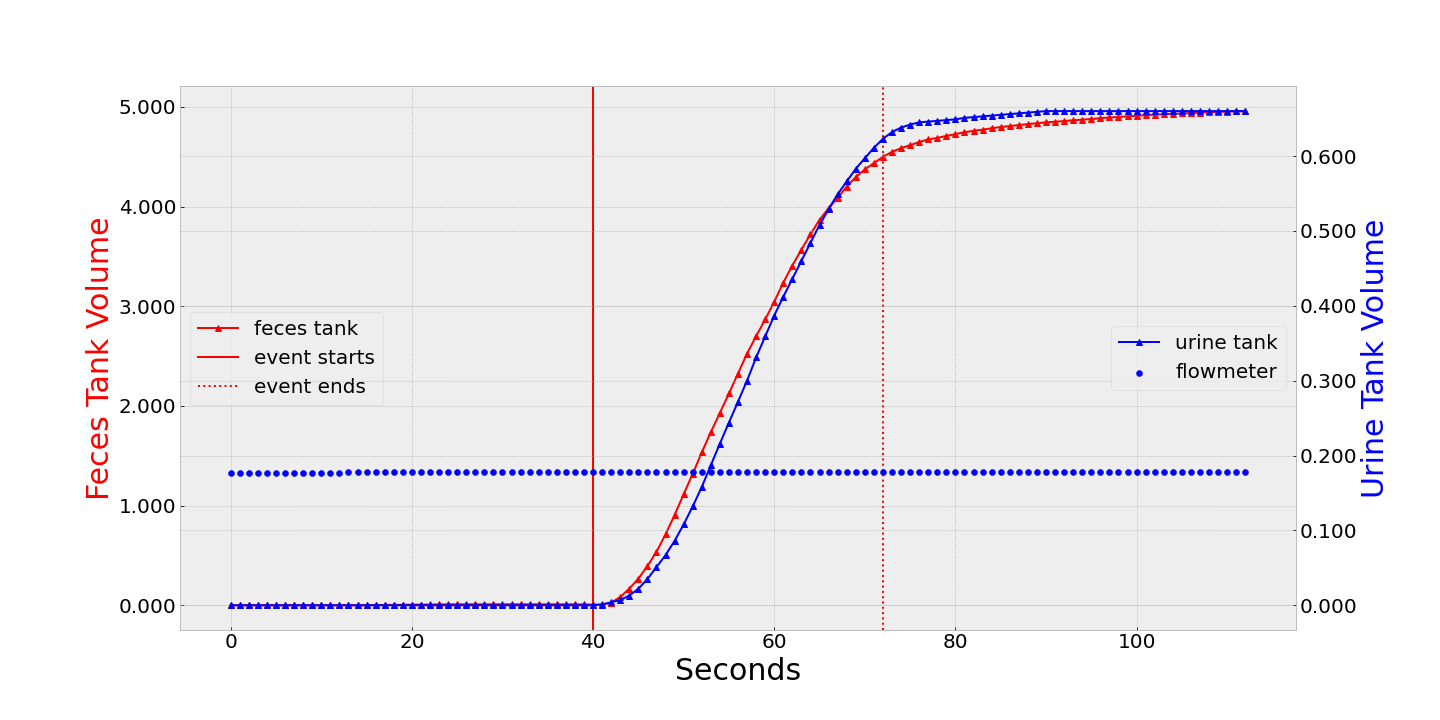 5.000
4.000
3.000
2.000
1.000
0.000
Feces Tank Volume
feces tank
event starts
event ends
urine tank
flowmeter
0.600
0.500
0.400
0.300
0.200
0.100
0.000
Urine Tank Volume
0 20 40 60 80 100
Seconds